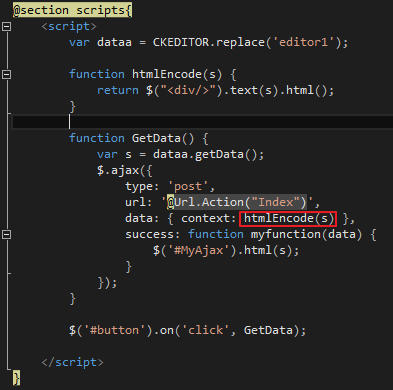 @section scripts{
<script>
var dataa = CKEDITOR.replace('editor1');
function htmlEncode(s) {
return $("<div/>").text(s).html();
}
function GetData() {
var s = dataa.getData();
$.ajax({
type: 'post',
url: '@Url.Action("Index")',
data: { context: htmlEncode(s) },
success: function myfunction(data) {
$('#MyAjax').html(s);
}
});
}
$('#button').on('click', GetData);
</script>
}